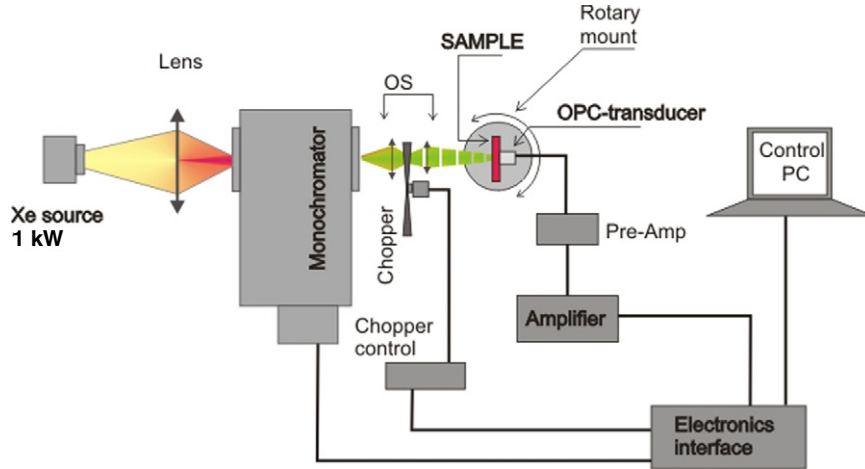 Rotary
mount
SAMPLE
Lens
OS
OPC-transducer
Control
PC
Monochromator
Xe source
1 kW
Chopper
Pre-Amp
Amplifier
Chopper
control
Electronics
interface